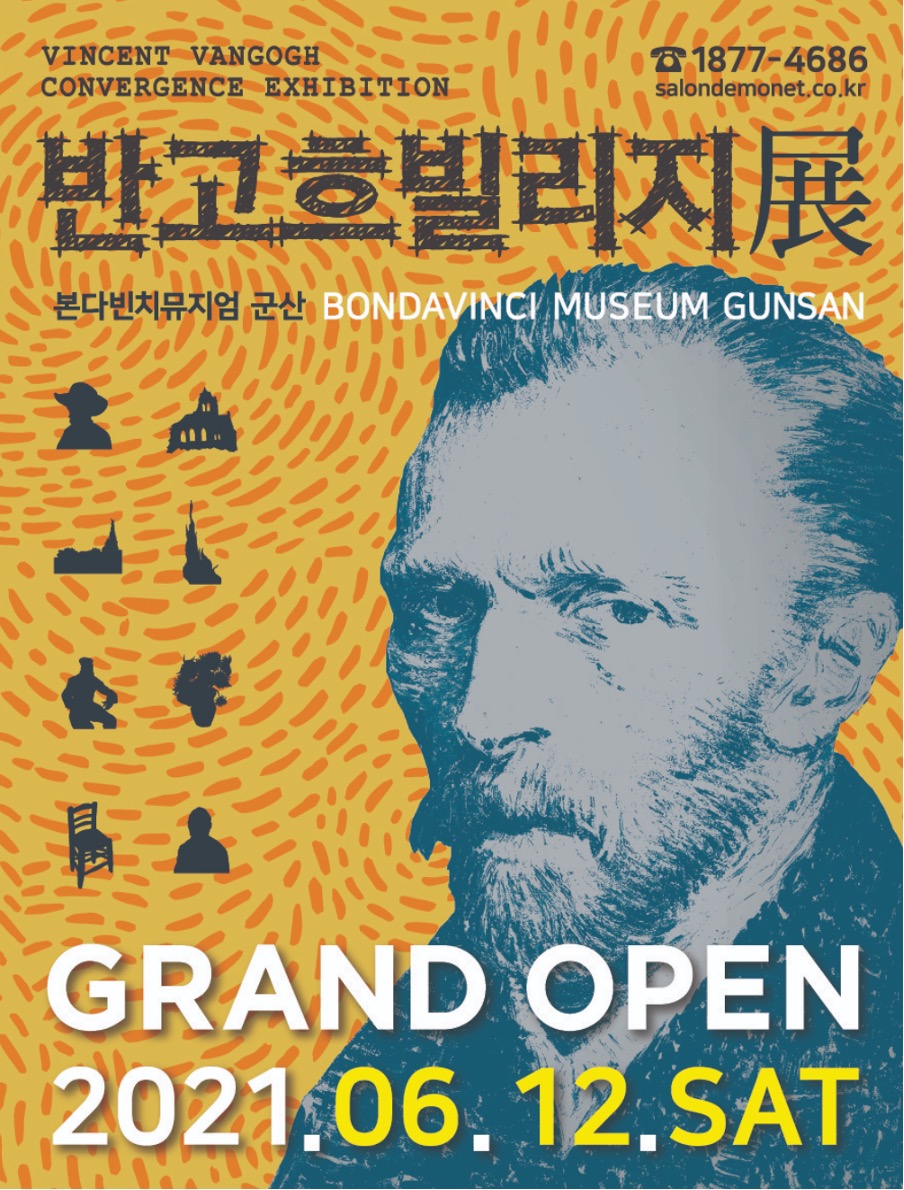 VINCENT VANGOGH
CONVERGENCE EXHIBITION
☎1877-4686
salondemonet.co.kr
반고흐빌리지展
본다빈치뮤지엄 군산 BONDAVINCI MUSEUM GUNSAN
GRAND OPEN
2021.06.12.SAT